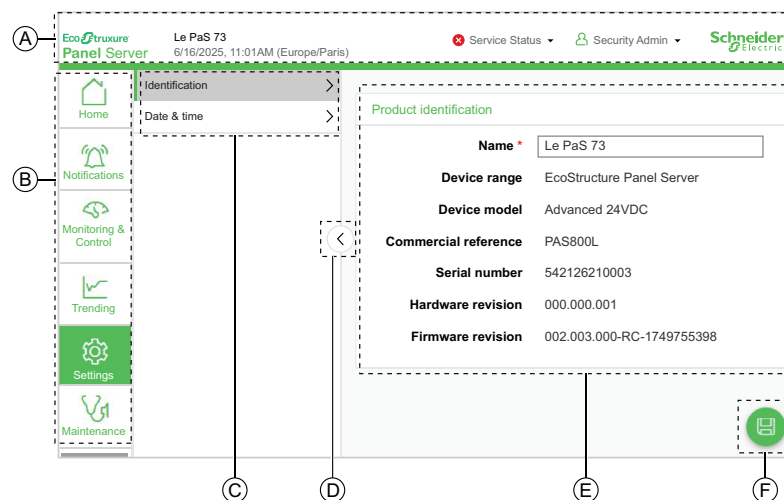 A
EcoStruxure
Panel Server
Le PaS 73
6/16/2025, 11:01AM (Europe/Paris)
Service Status
Security Admin
Schneider
Electric
B
Home
Notifications
Monitoring &
Control
Trending
Settings
Maintenance
Identification
Date & time
Product identification
Name * Le PaS 73
Device range EcoStructure Panel Server
Device model Advanced 24VDC
Commercial reference PAS800L
Serial number 542126210003
Hardware revision 000.000.001
Firmware revision 002.003.000-RC-1749755398
C
D
E
F